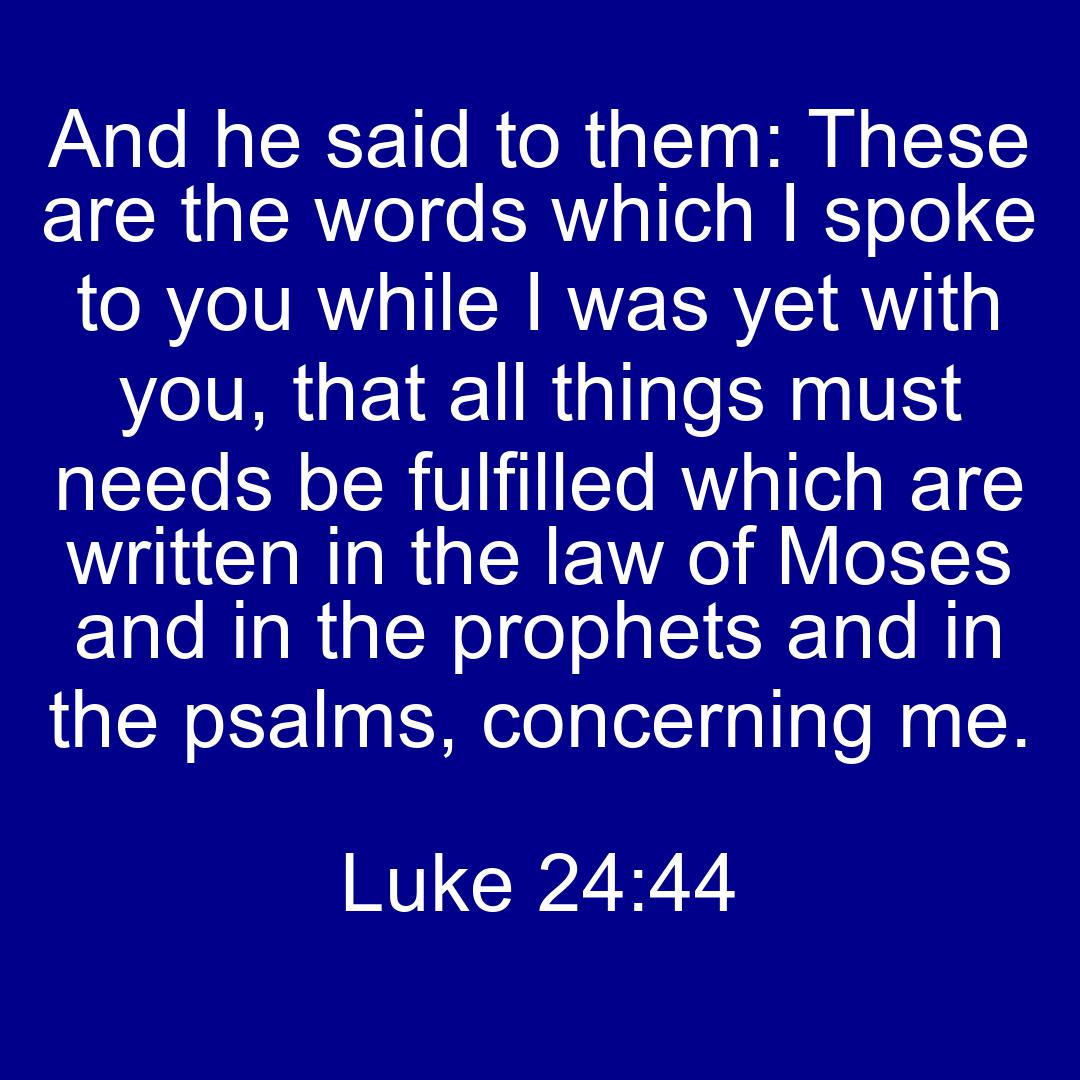 And he said to them: These
are the words which I spoke
to you while I was yet with
you, that all things must
needs be fulfilled which are
written in the law of Moses
and in the prophets and in
the psalms, concerning me.
Luke 24:44